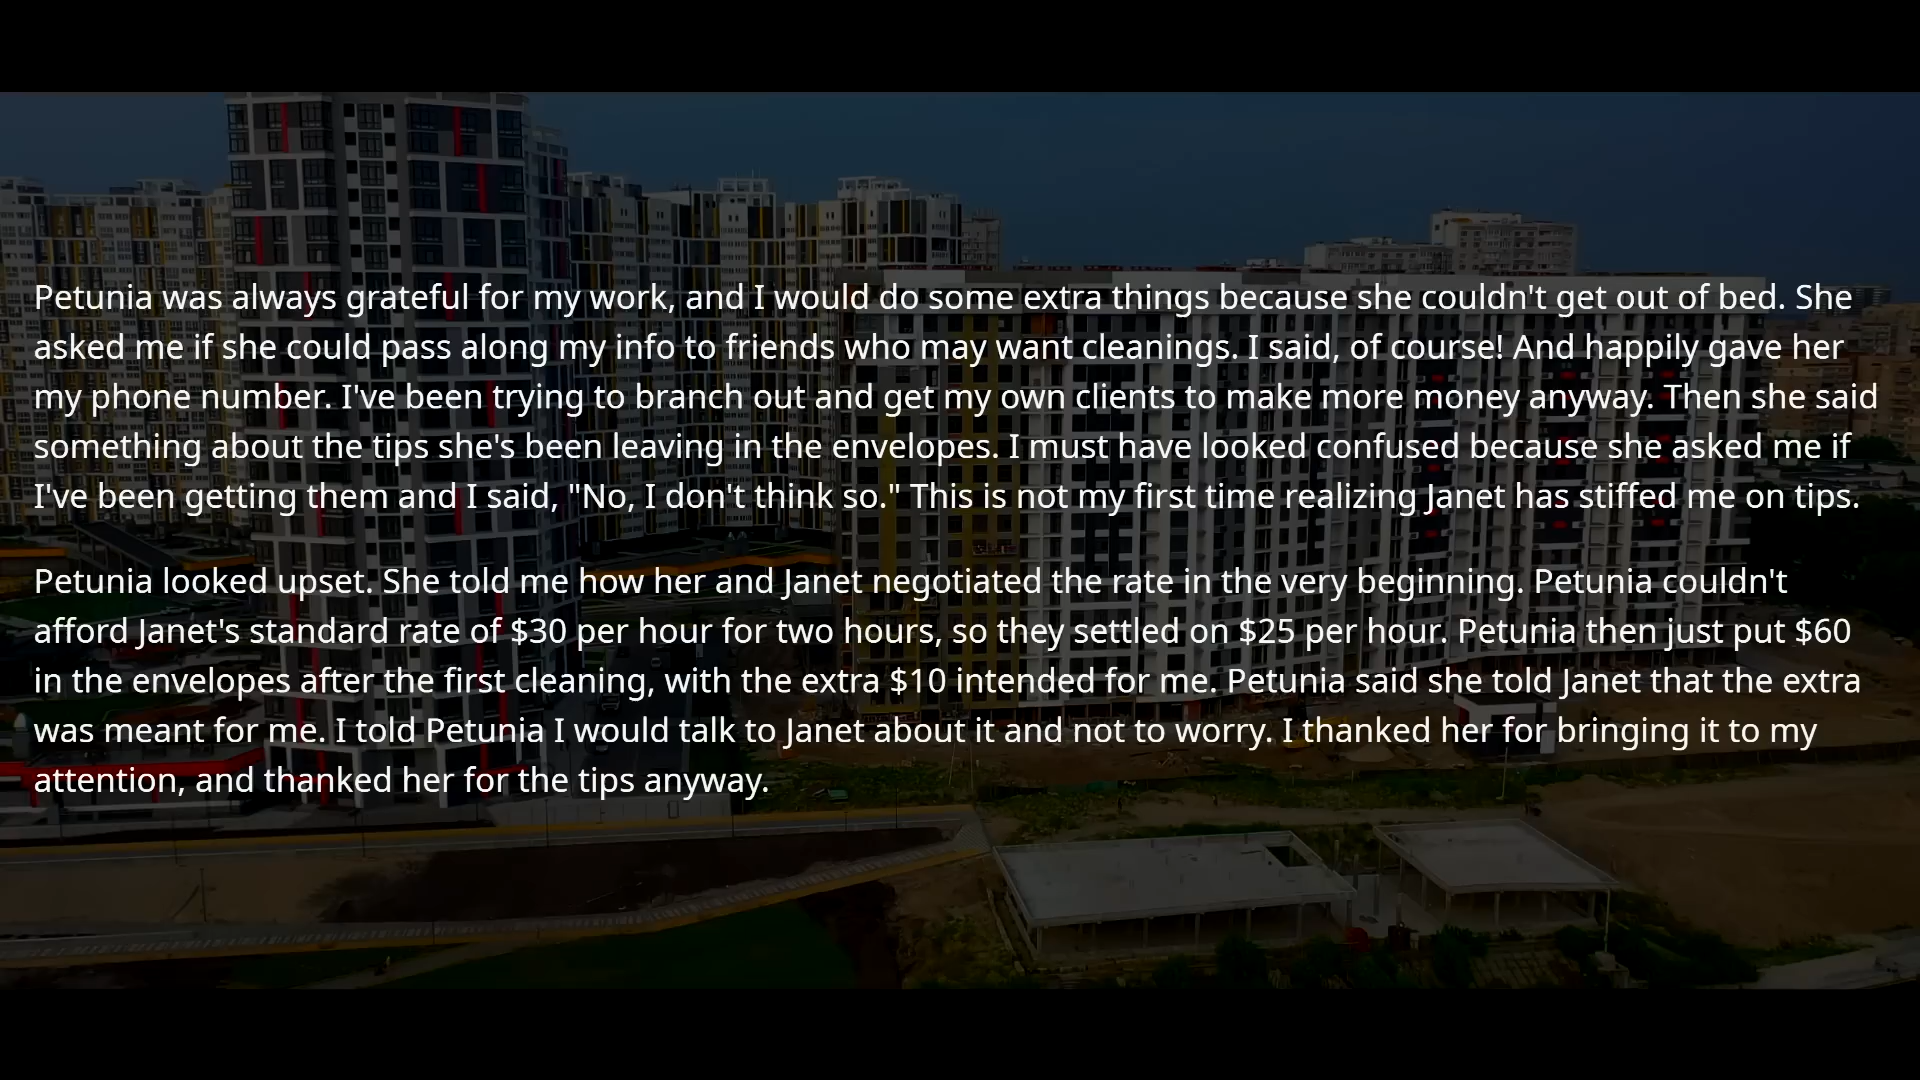 Petunia was always grateful for my work, and I would do some extra things because she couldn't get out of bed. She
asked me if she could pass along my info to friends who may want cleanings. I said, of course! And happily gave her
my phone number. I've been trying to branch out and get my own clients to make more money anyway. Then she said
something about the tips she's been leaving in the envelopes. I must have looked confused because she asked me if
I've been getting them and I said, "No, I don't think so." This is not my first time realizing Janet has stiffed me on tips.
Petunia looked upset. She told me how her and Janet negotiated the rate in the very beginning. Petunia couldn't
afford Janet's standard rate of $30 per hour for two hours, so they settled on $25 per hour. Petunia then just put $60
in the envelopes after the first cleaning, with the extra $10 intended for me. Petunia said she told Janet that the extra
was meant for me. I told Petunia I would talk to Janet about it and not to worry. I thanked her for bringing it to my
attention, and thanked her for the tips anyway.